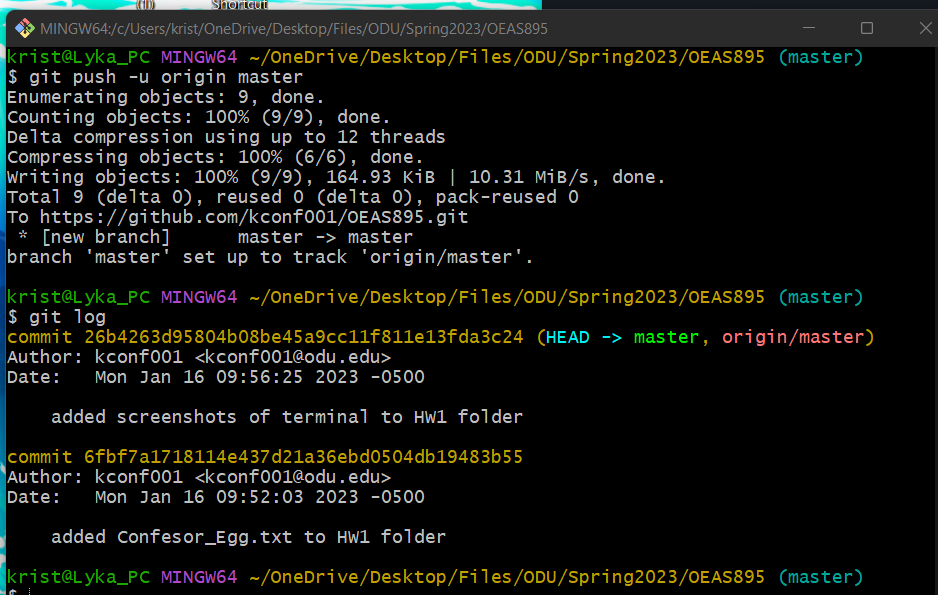 Shortcut
MINGW64:/c/Users/krist/OneDrive/Desktop/Files/ODU/Spring2023/OEAS895
krist@Lyka_PC MINGW64 ~/OneDrive/Desktop/Files/ODU/Spring2023/OEAS895 (master)
$ git push -u origin master
Enumerating objects: 9, done.
Counting objects: 100% (9/9), done.
Delta compression using up to 12 threads
Compressing objects: 100% (6/6), done.
Writing objects: 100% (9/9), 164.93 KiB | 10.31 MiB/s, done.
Total 9 (delta 0), reused 0 (delta 0), pack-reused 0
To https://github.com/kconf001/OEAS895.git
 * [new branch]      master -> master
branch 'master' set up to track 'origin/master'.
krist@Lyka_PC MINGW64 ~/OneDrive/Desktop/Files/ODU/Spring2023/OEAS895 (master)
$ git log
commit 26b4263d95804b08be45a9cc11f811e13fda3c24 (HEAD -> master, origin/master)
Author: kconf001 <kconf001@odu.edu>
Date:   Mon Jan 16 09:56:25 2023 -0500
    added screenshots of terminal to HW1 folder
commit 6fbf7a1718114e437d21a36ebd0504db19483b55
Author: kconf001 <kconf001@odu.edu>
Date:   Mon Jan 16 09:52:03 2023 -0500
    added Confesor_Egg.txt to HW1 folder
krist@Lyka_PC MINGW64 ~/OneDrive/Desktop/Files/ODU/Spring2023/OEAS895 (master)
$